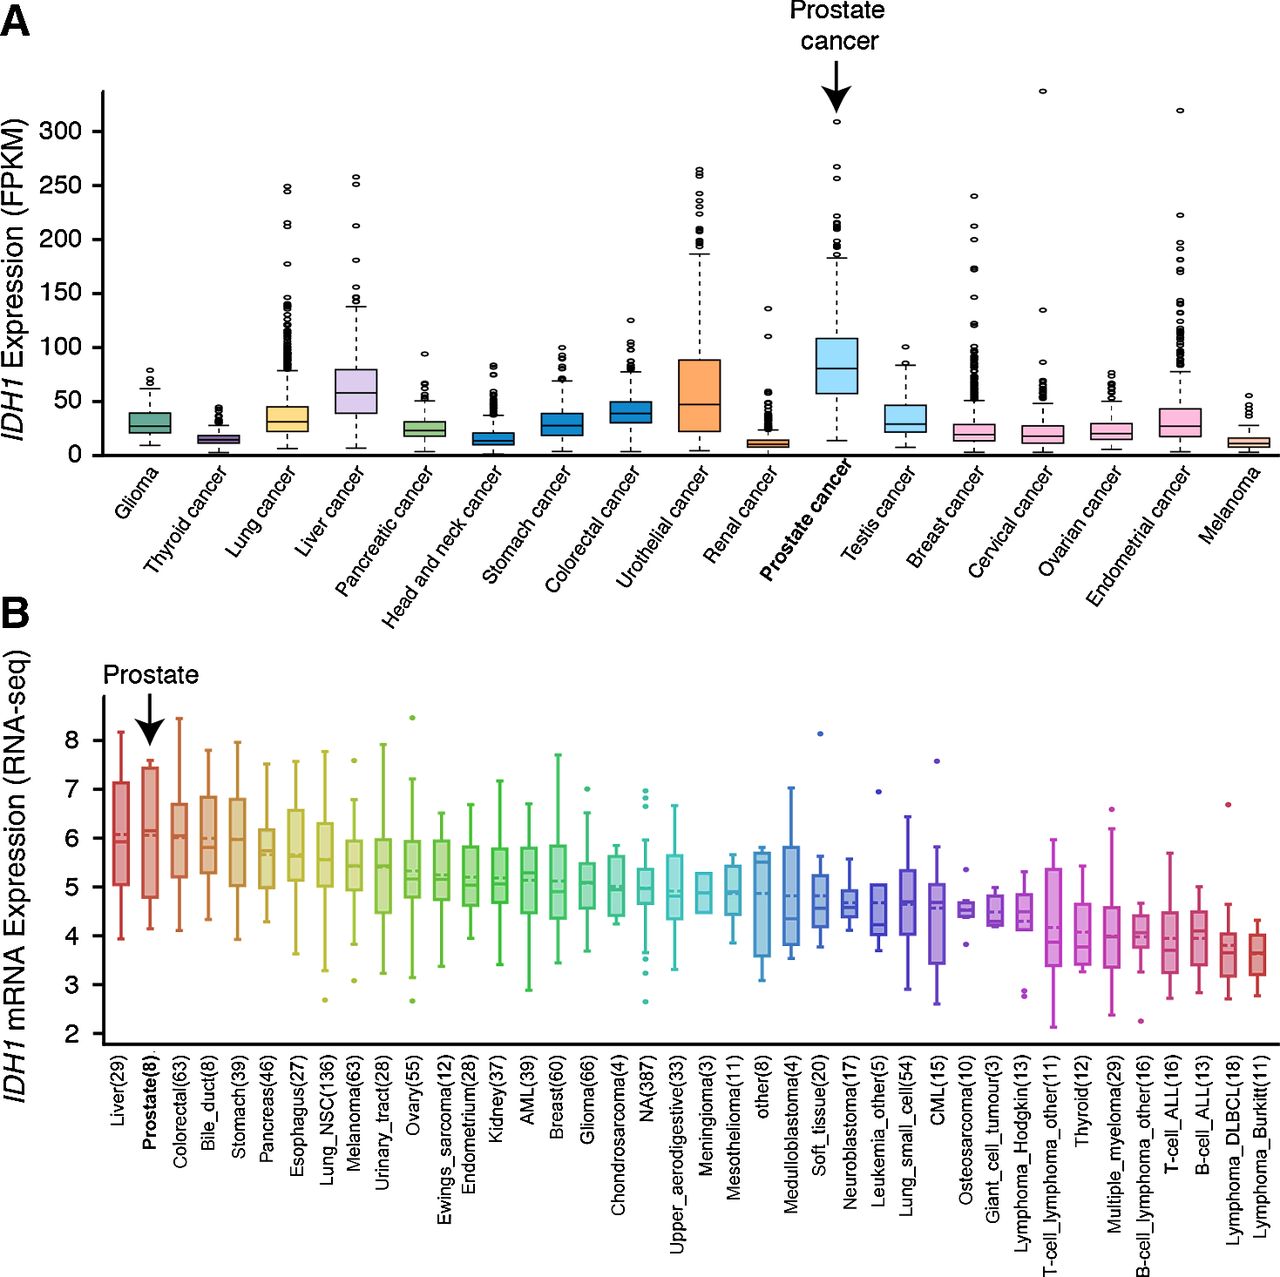 A
Prostate
cancer
IDH1 Expression (FPKM)
300
250
200
150
100
50
0
Glioma
Thyroid cancer
Lung cancer
Liver cancer
Pancreatic cancer
Head and neck cancer
Stomach cancer
Colorectal cancer
Urothelial cancer
Renal cancer
Prostate cancer
Testis cancer
Breast cancer
Cervical cancer
Ovarian cancer
Endometrial cancer
Melanoma
B
Prostate
IDH1 mRNA Expression (RNA-seq)
8
7
6
5
4
3
2
Liver(29)
Prostate(8).
Colorectal(63)
Bile_duct(8)
Stomach(39)
Pancreas(46)
Esophagus(27)
Lung_NSC(136)
Melanoma(63)
Urinary_tract(28)
Ovary(55)
Ewings_sarcoma(12)
Endometrium(28)
Kidney(37)
AML(39)
Breast(60)
Glioma(66)
Chondrosarcoma(4)
NA(387)
Upper_aerodigestive(33)
Meningioma(3)
Mesothelioma(11)
other(8)
Medulloblastoma(4)
Soft_tissue(20)
Neuroblastoma(17)
Leukemia_other(5)
Lung_small_cell(54)
CML(15)
Osteosarcoma(10)
Giant_cell_tumour(3)
Lymphoma_Hodgkin(13)
T-cell_lymphoma_other(11)
Thyroid(12)
Multiple_myeloma(29)
B-cell_lymphoma_other(16)
T-cell_ALL(16)
B-cell_ALL(13)
Lymphoma_DLBCL(18)
Lymphoma_Burkitt(11)